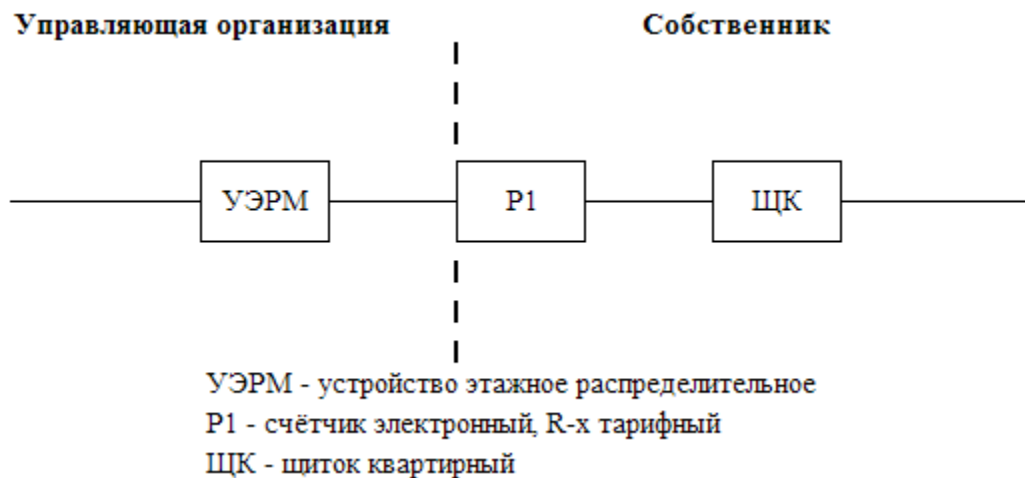 Управляющая организация
Собственник
УЭРМ
Р1
ЩК
УЭРМ - устройство этажное распределительное
Р1 - счётчик электронный, R-х тарифный
ЩК - щиток квартирный